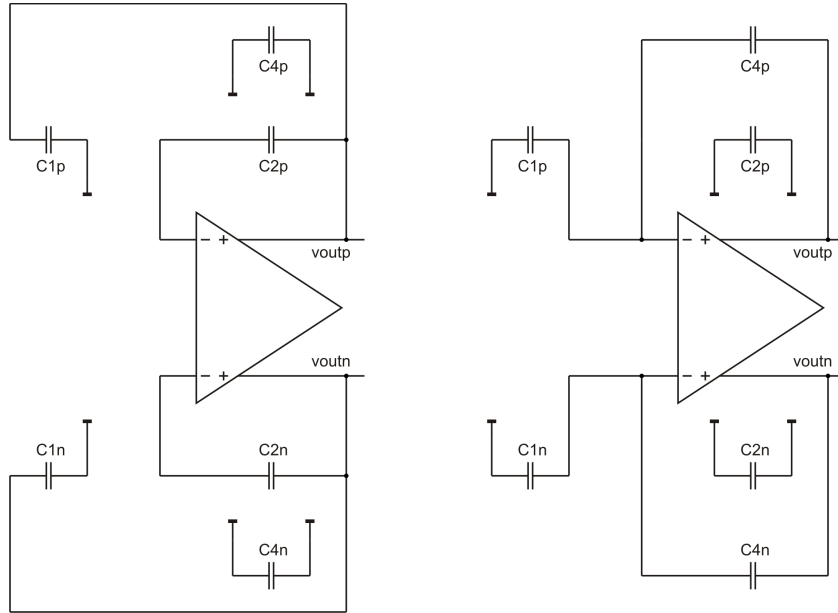 C4p
C4p
C1p
C2p
C1p
C2p
− +
voutp
− +
voutp
− +
voutn
− +
voutn
C1n
C2n
C1n
C2n
C4n
C4n